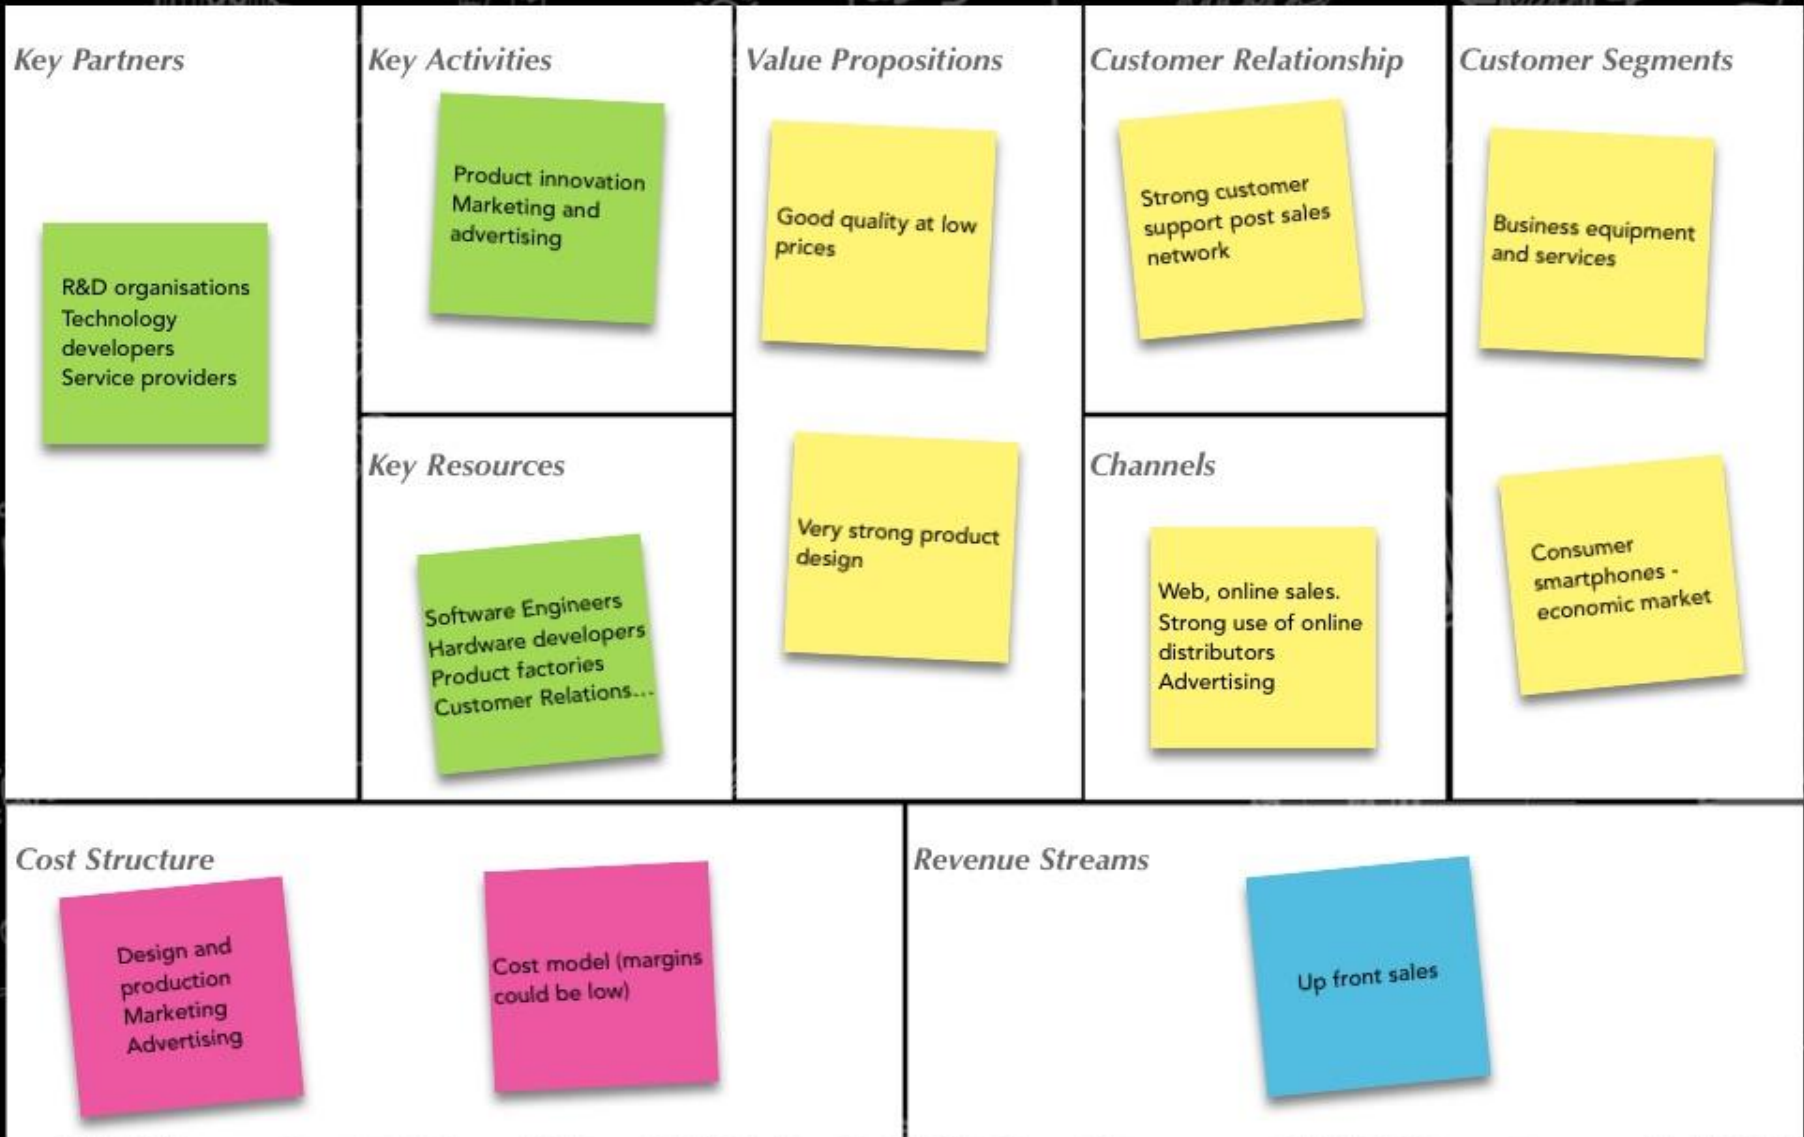 Key Partners
R&D organisations
Technology
developers
Service providers
Key Activities
Product innovation
Marketing and
advertising
Key Resources
Software Engineers
Hardware developers
Product factories
Customer Relations...
Value Propositions
Good quality at low
prices
Very strong product
design
Customer Relationship
Strong customer
support post sales
network
Channels
Web, online sales.
Strong use of online
distributors
Advertising
Customer Segments
Business equipment
and services
Consumer
smartphones -
economic market
Cost Structure
Design and
production
Marketing
Advertising
Cost model (margins
could be low)
Revenue Streams
Up front sales